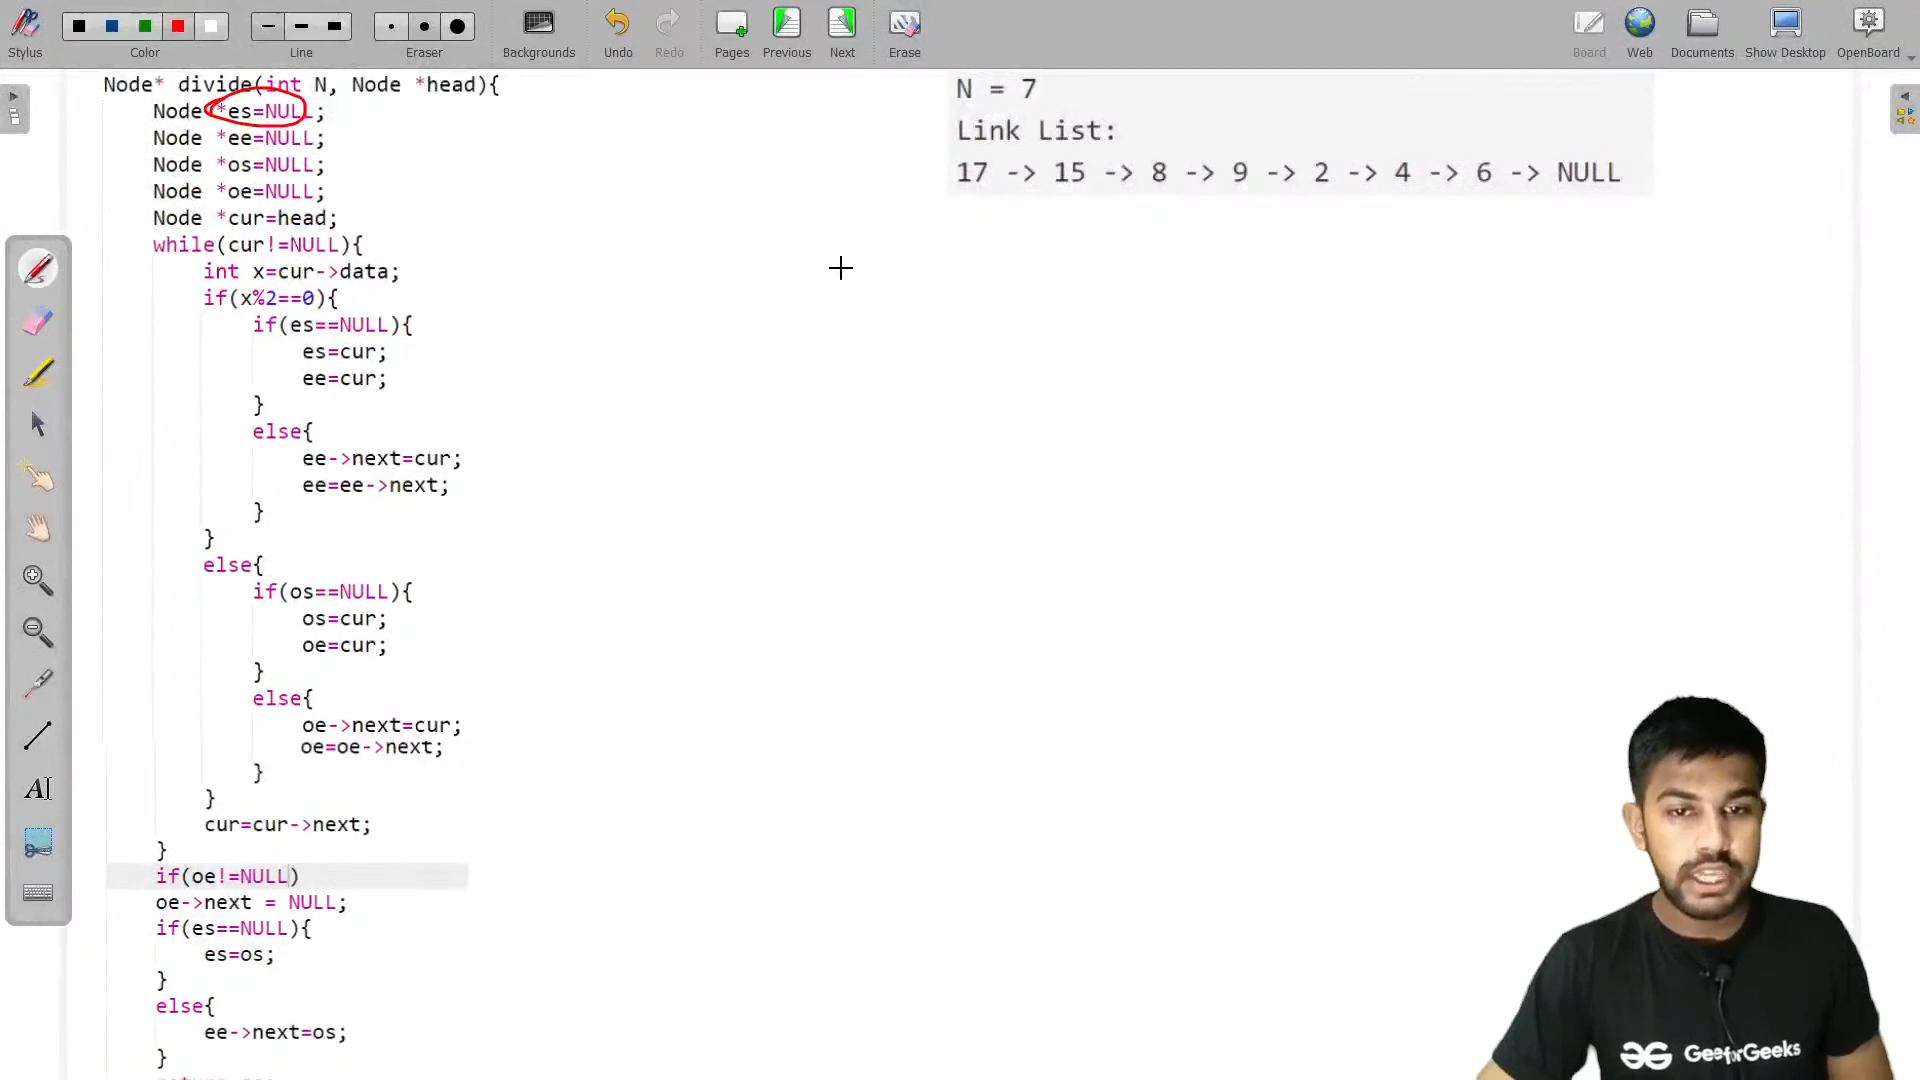 Stylus
Color
Line
Eraser
Backgrounds
Undo
Redo
Pages
Previous
Next
Erase
Board
Web
Documents
Show Desktop
OpenBoard
Node* divide(int N, Node *head){
Node *es=NULL;
Node *ee=NULL;
Node *os=NULL;
Node *oe=NULL;
Node *cur=head;
while(cur!=NULL){
int x=cur->data;
if(x%2==0){
if(es==NULL){
es=cur;
ee=cur;
}
else{
ee->next=cur;
ee=ee->next;
}
}
else{
if(os==NULL){
os=cur;
oe=cur;
}
else{
oe->next=cur;
oe=oe->next;
}
}
cur=cur->next;
}
if(oe!=NULL)
oe->next = NULL;
if(es==NULL){
es=os;
}
else{
ee->next=os;
}
N = 7
Link List:
17 -> 15 -> 8 -> 9 -> 2 -> 4 -> 6 -> NULL
AI
GeeksforGeeks